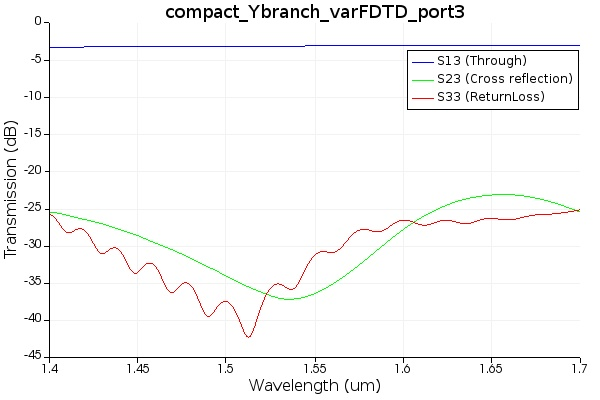 compact_Ybranch_varFDTD_port3
Transmission (dB)
0
-5
-10
-15
-20
-25
-30
-35
-40
-45
S13 (Through)
S23 (Cross reflection)
S33 (ReturnLoss)
1.4
1.45
1.5
1.55
1.6
1.65
1.7
Wavelength (um)